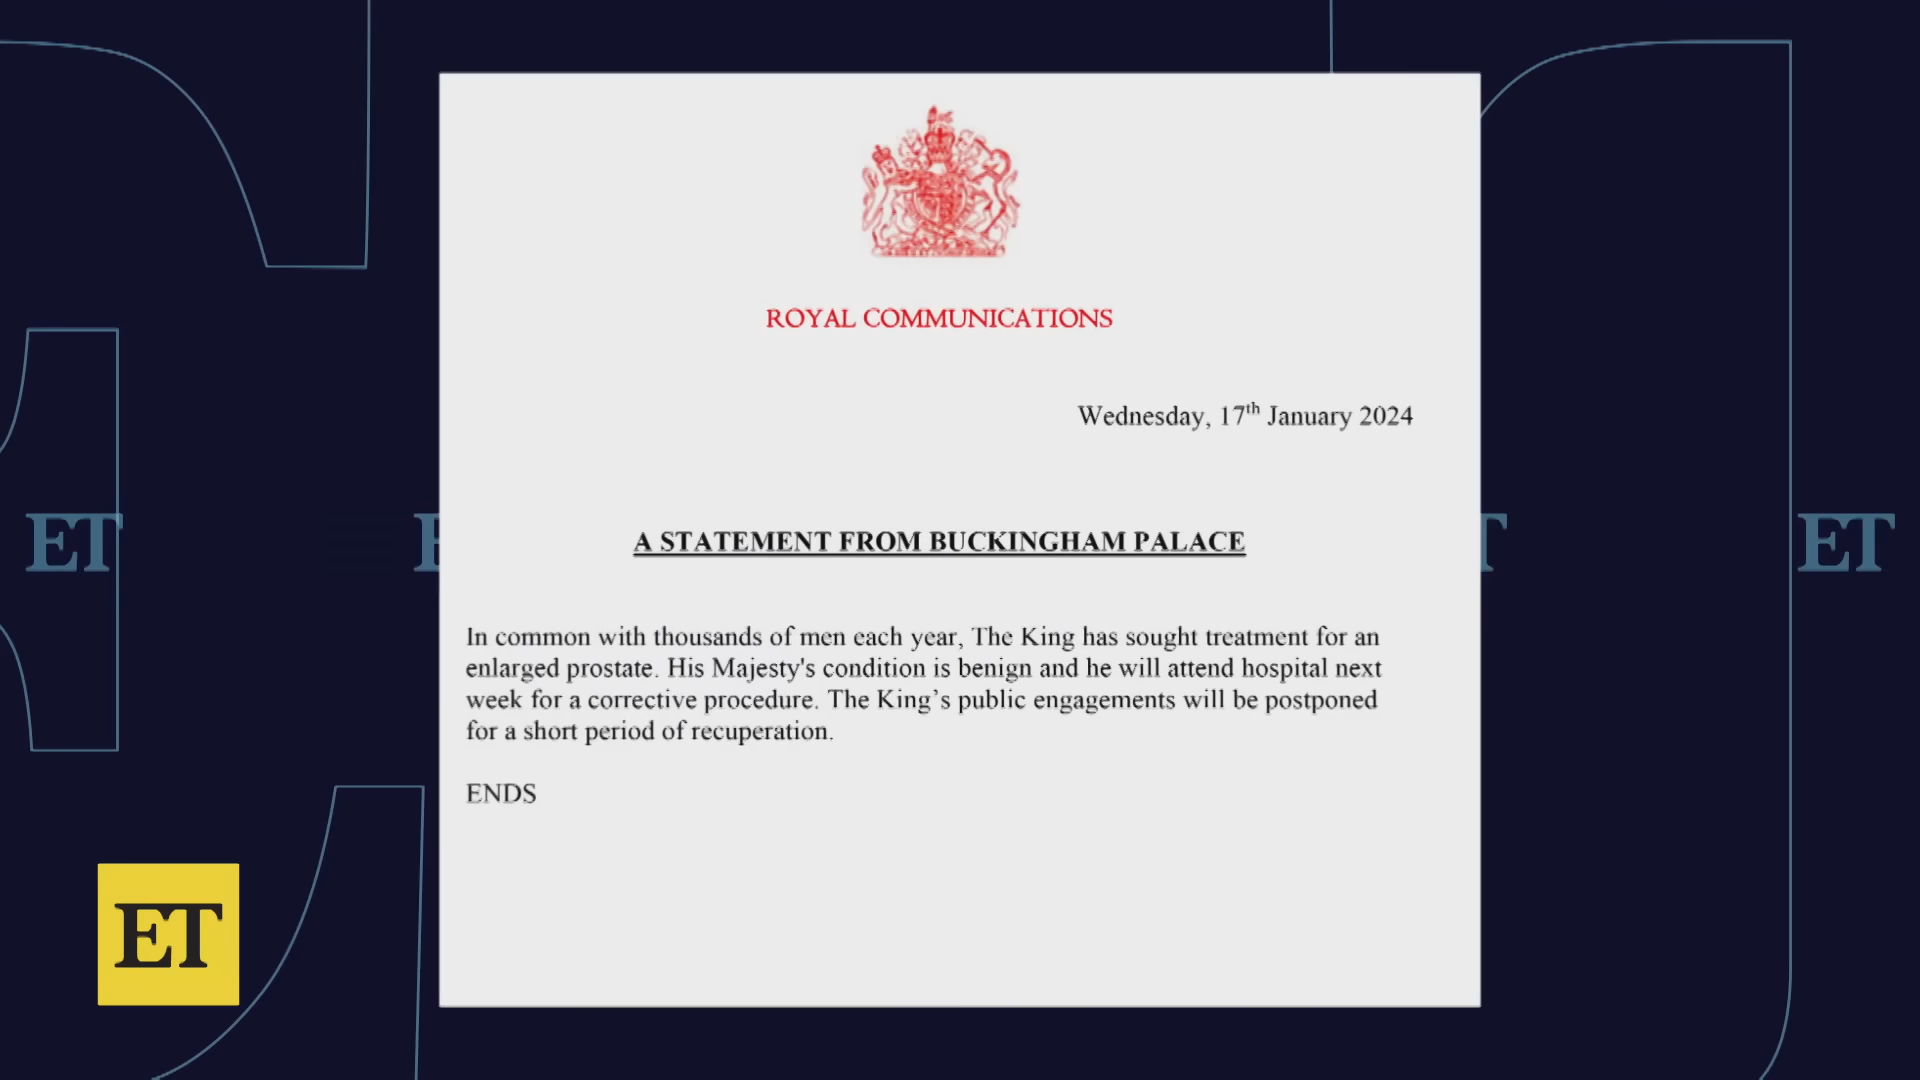 ROYAL COMMUNICATIONS
Wednesday, 17th January 2024
A STATEMENT FROM BUCKINGHAM PALACE
ET
ET
In common with thousands of men each year, The King has sought treatment for an
enlarged prostate. His Majesty's condition is benign and he will attend hospital next
week for a corrective procedure. The King’s public engagements will be postponed
for a short period of recuperation.
ENDS
ET